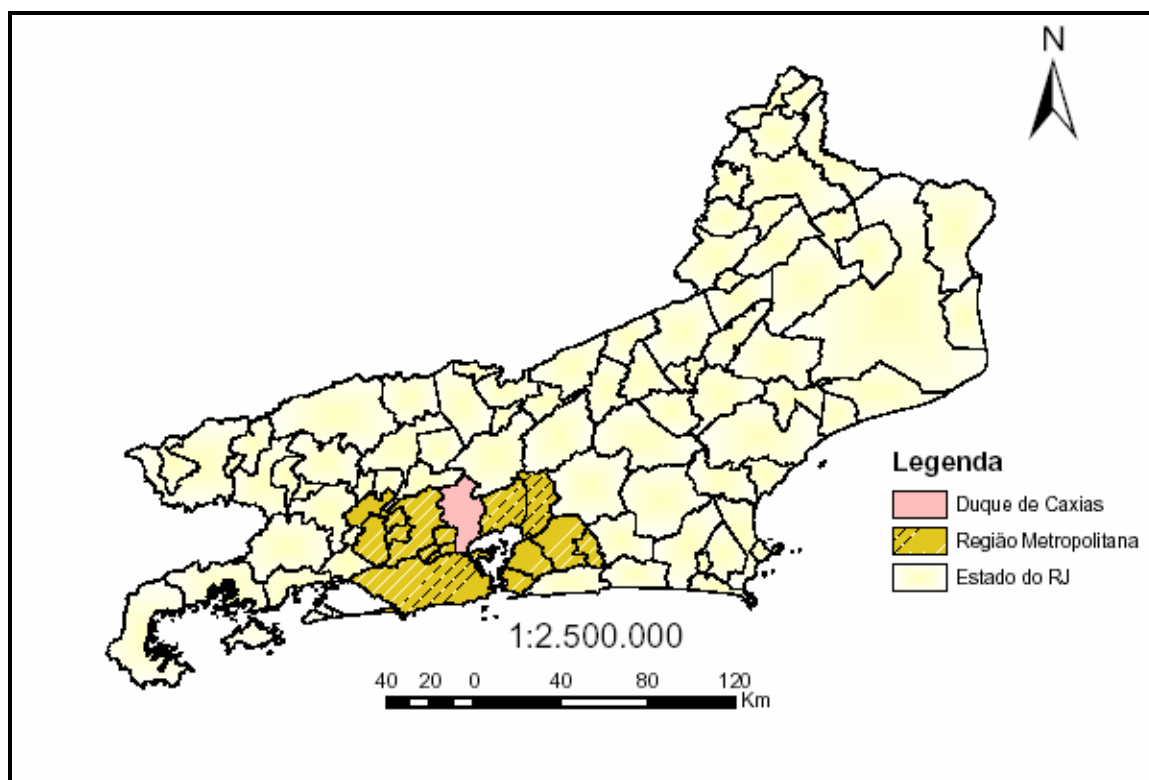 N
Legenda
Duque de Caxias
Região Metropolitana
Estado do RJ
1:2.500.000
40 20 0 40 80 120
Km